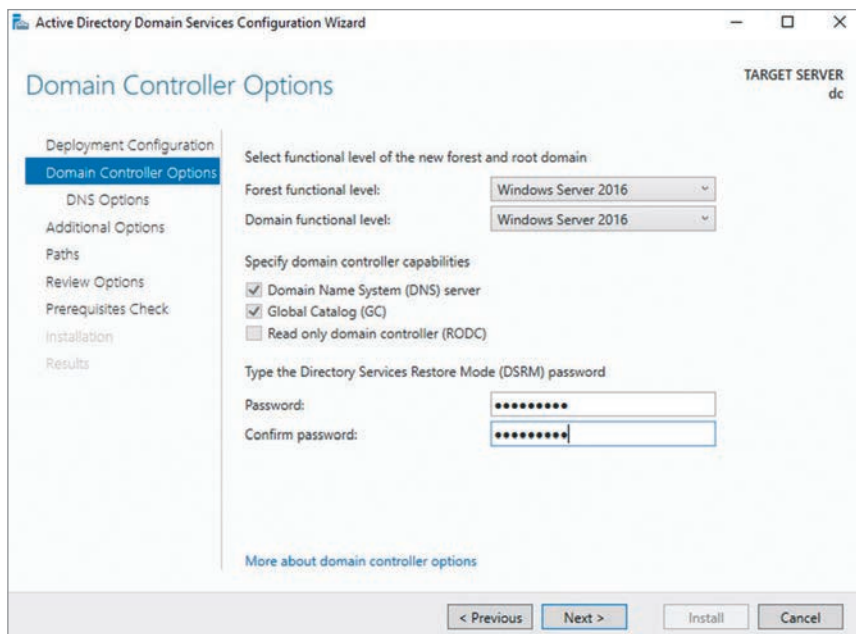 Active Directory Domain Services Configuration Wizard
Domain Controller Options
TARGET SERVER
dc
Deployment Configuration
Domain Controller Options
DNS Options
Additional Options
Paths
Review Options
Prerequisites Check
Installation
Results
Select functional level of the new forest and root domain
Forest functional level: Windows Server 2016
Domain functional level: Windows Server 2016
Specify domain controller capabilities
Domain Name System (DNS) server
Global Catalog (GC)
Read only domain controller (RODC)
Type the Directory Services Restore Mode (DSRM) password
Password: •••••••••
Confirm password: •••••••••
More about domain controller options
< Previous Next > Install Cancel